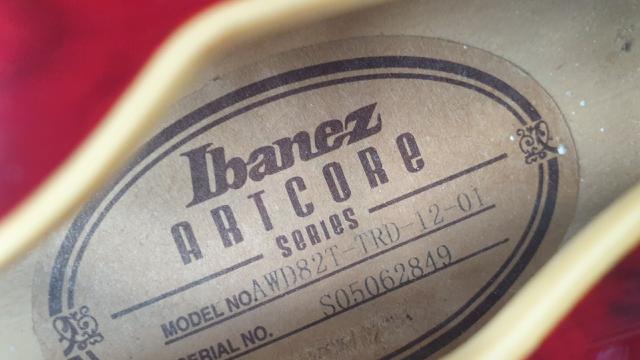 Ibanez
ARTCORE
SERIES
MODEL NO. AWD82T-TRD-12-01
SERIAL NO. S05062849